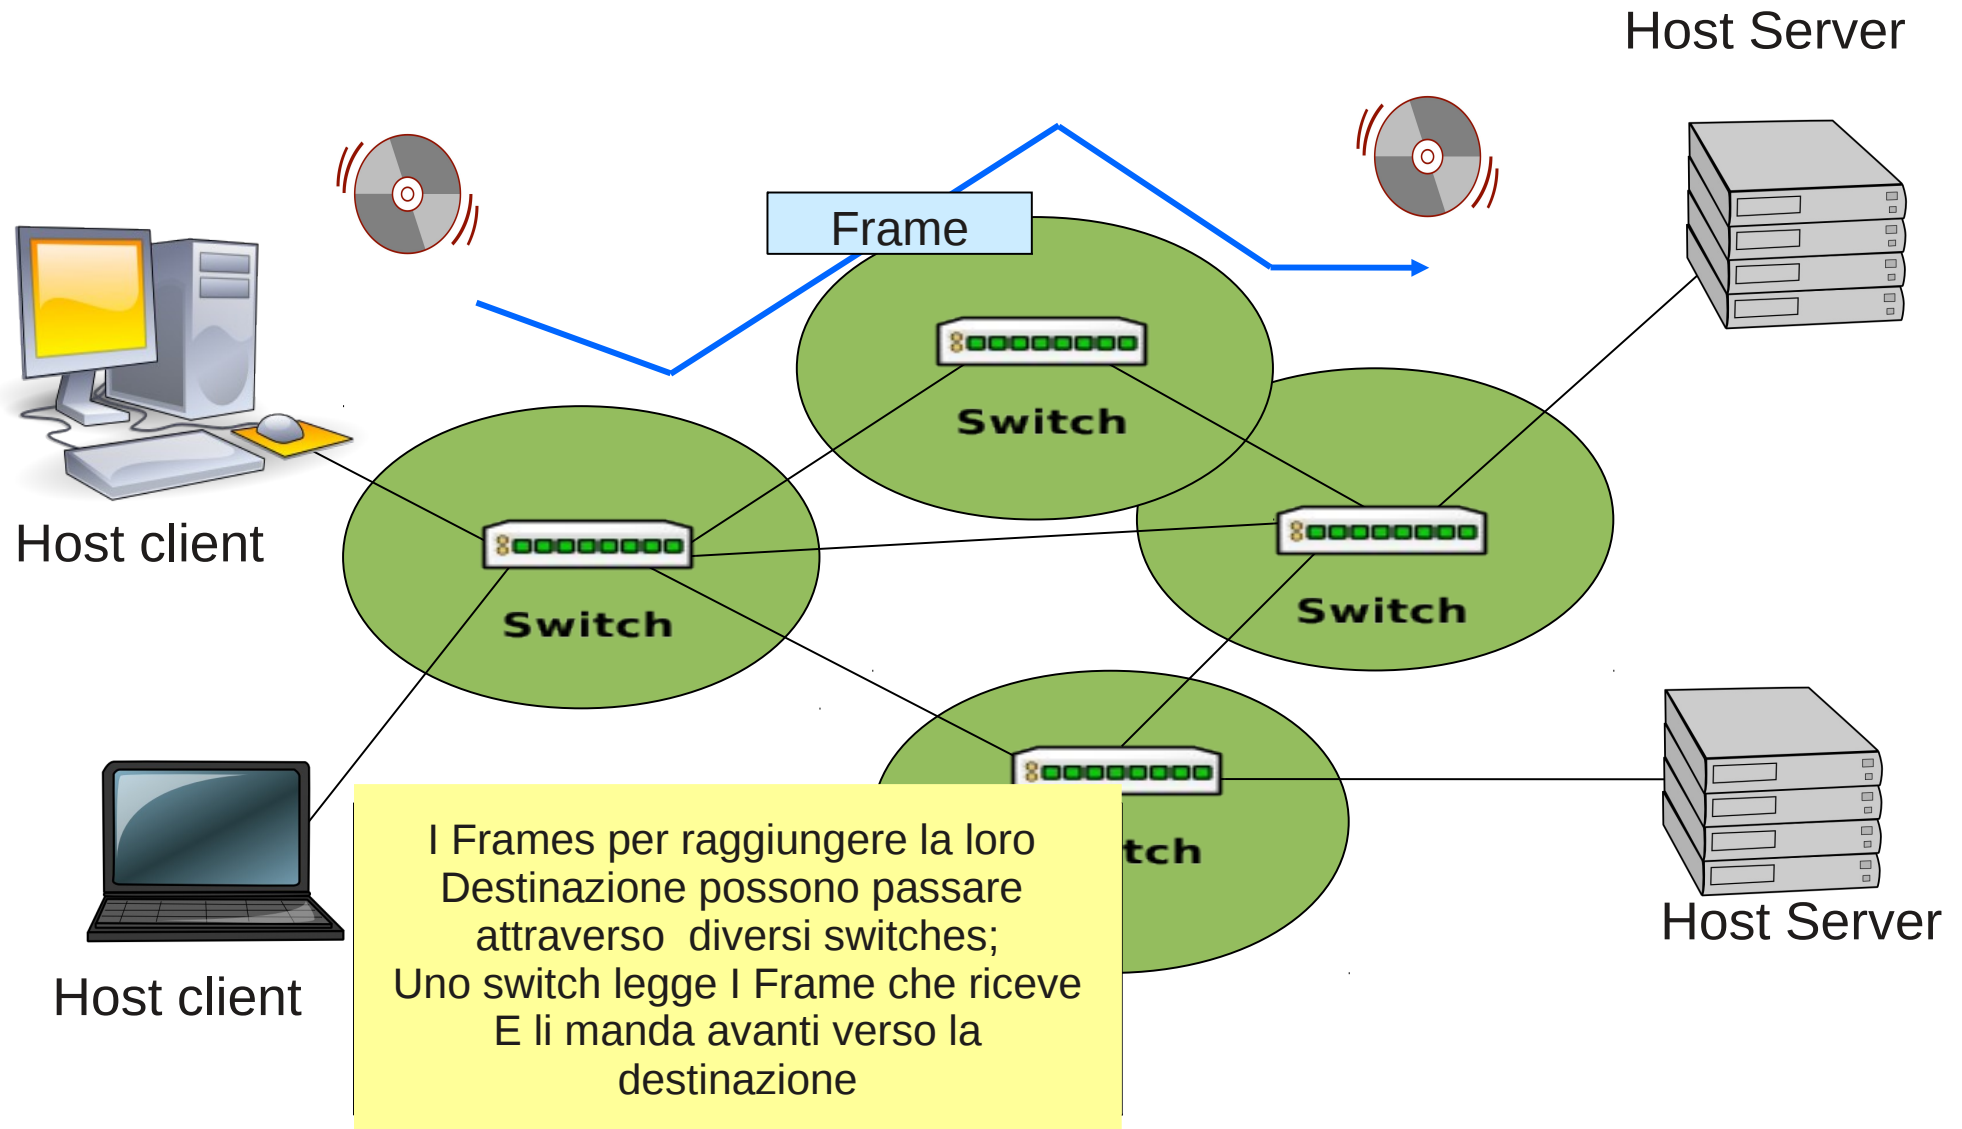 Host Server
Frame
Switch
Host client
Switch
Switch
tch
I Frames per raggiungere la loro
Destinazione possono passare
attraverso  diversi switches;
Uno switch legge I Frame che riceve
E li manda avanti verso la
destinazione
Host Server
Host client